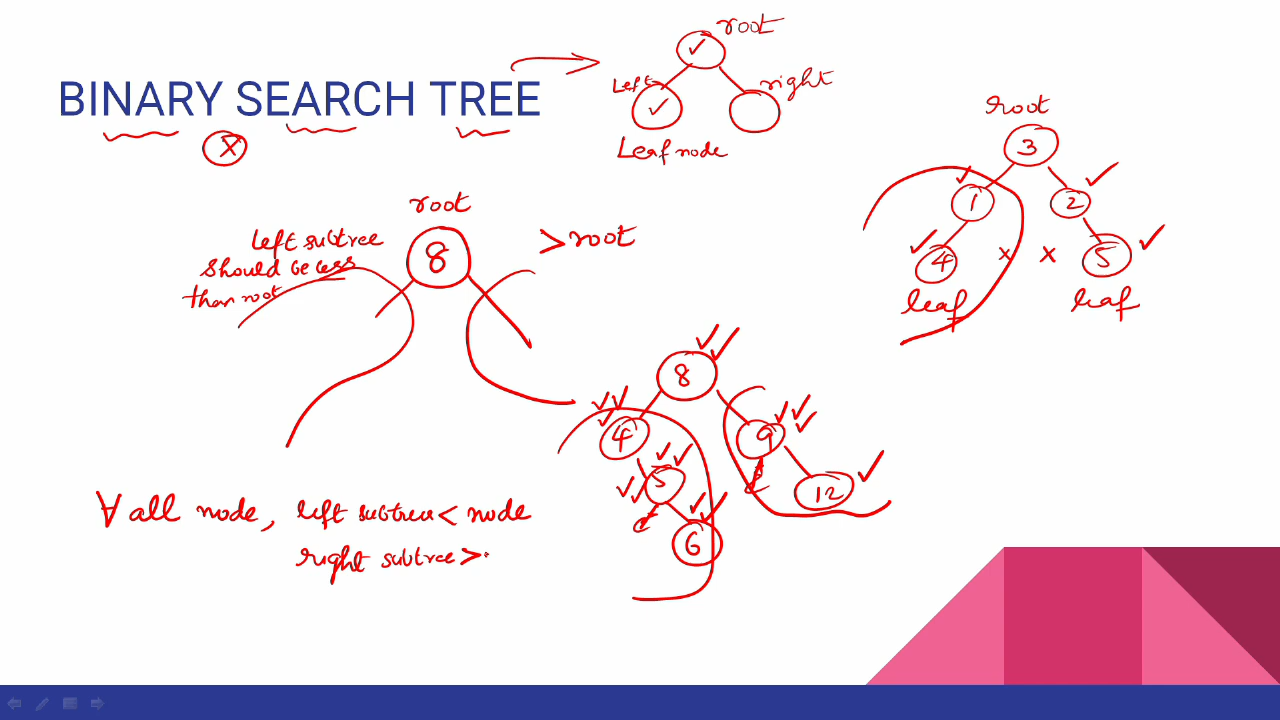 BINARY SEARCH TREE
X
root
Left
right
Leaf node
root
3
1
2
4
x
x
5
leaf
leaf
root
8
left subtree
should be less
than root
>root
8
4
9
5
12
6
∀ all node, left subtree < node
right subtree >